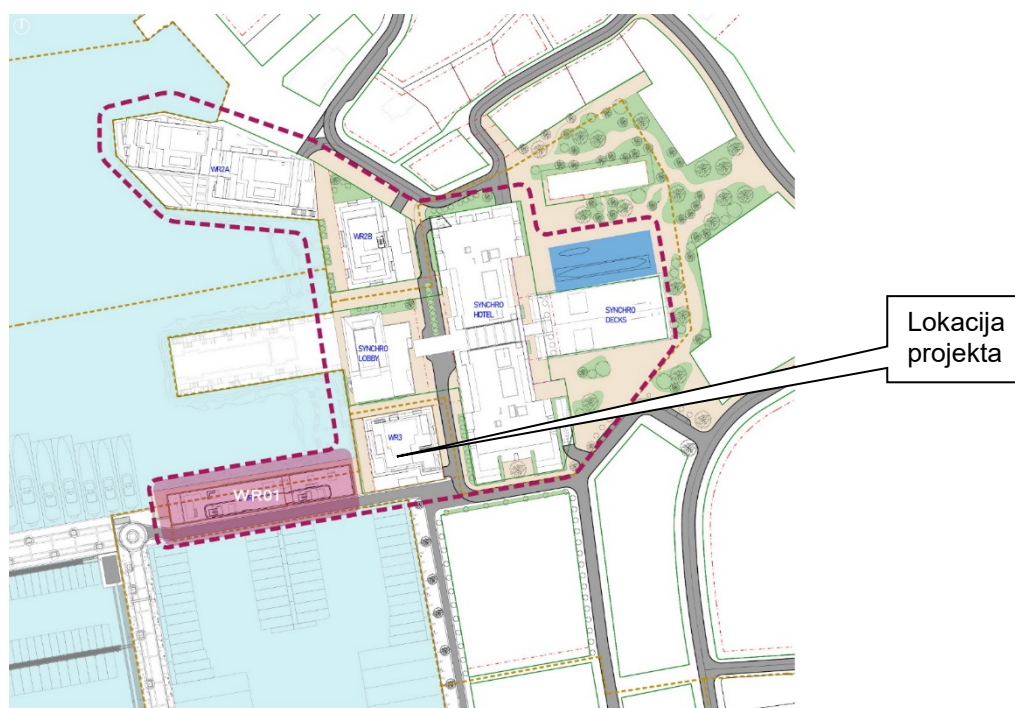 WR2A
WR2B
SYNCHRO
HOTEL
SYNCHRO
DECKS
SYNCHRO
LOBBY
Lokacija
projekta
WR3
WR01